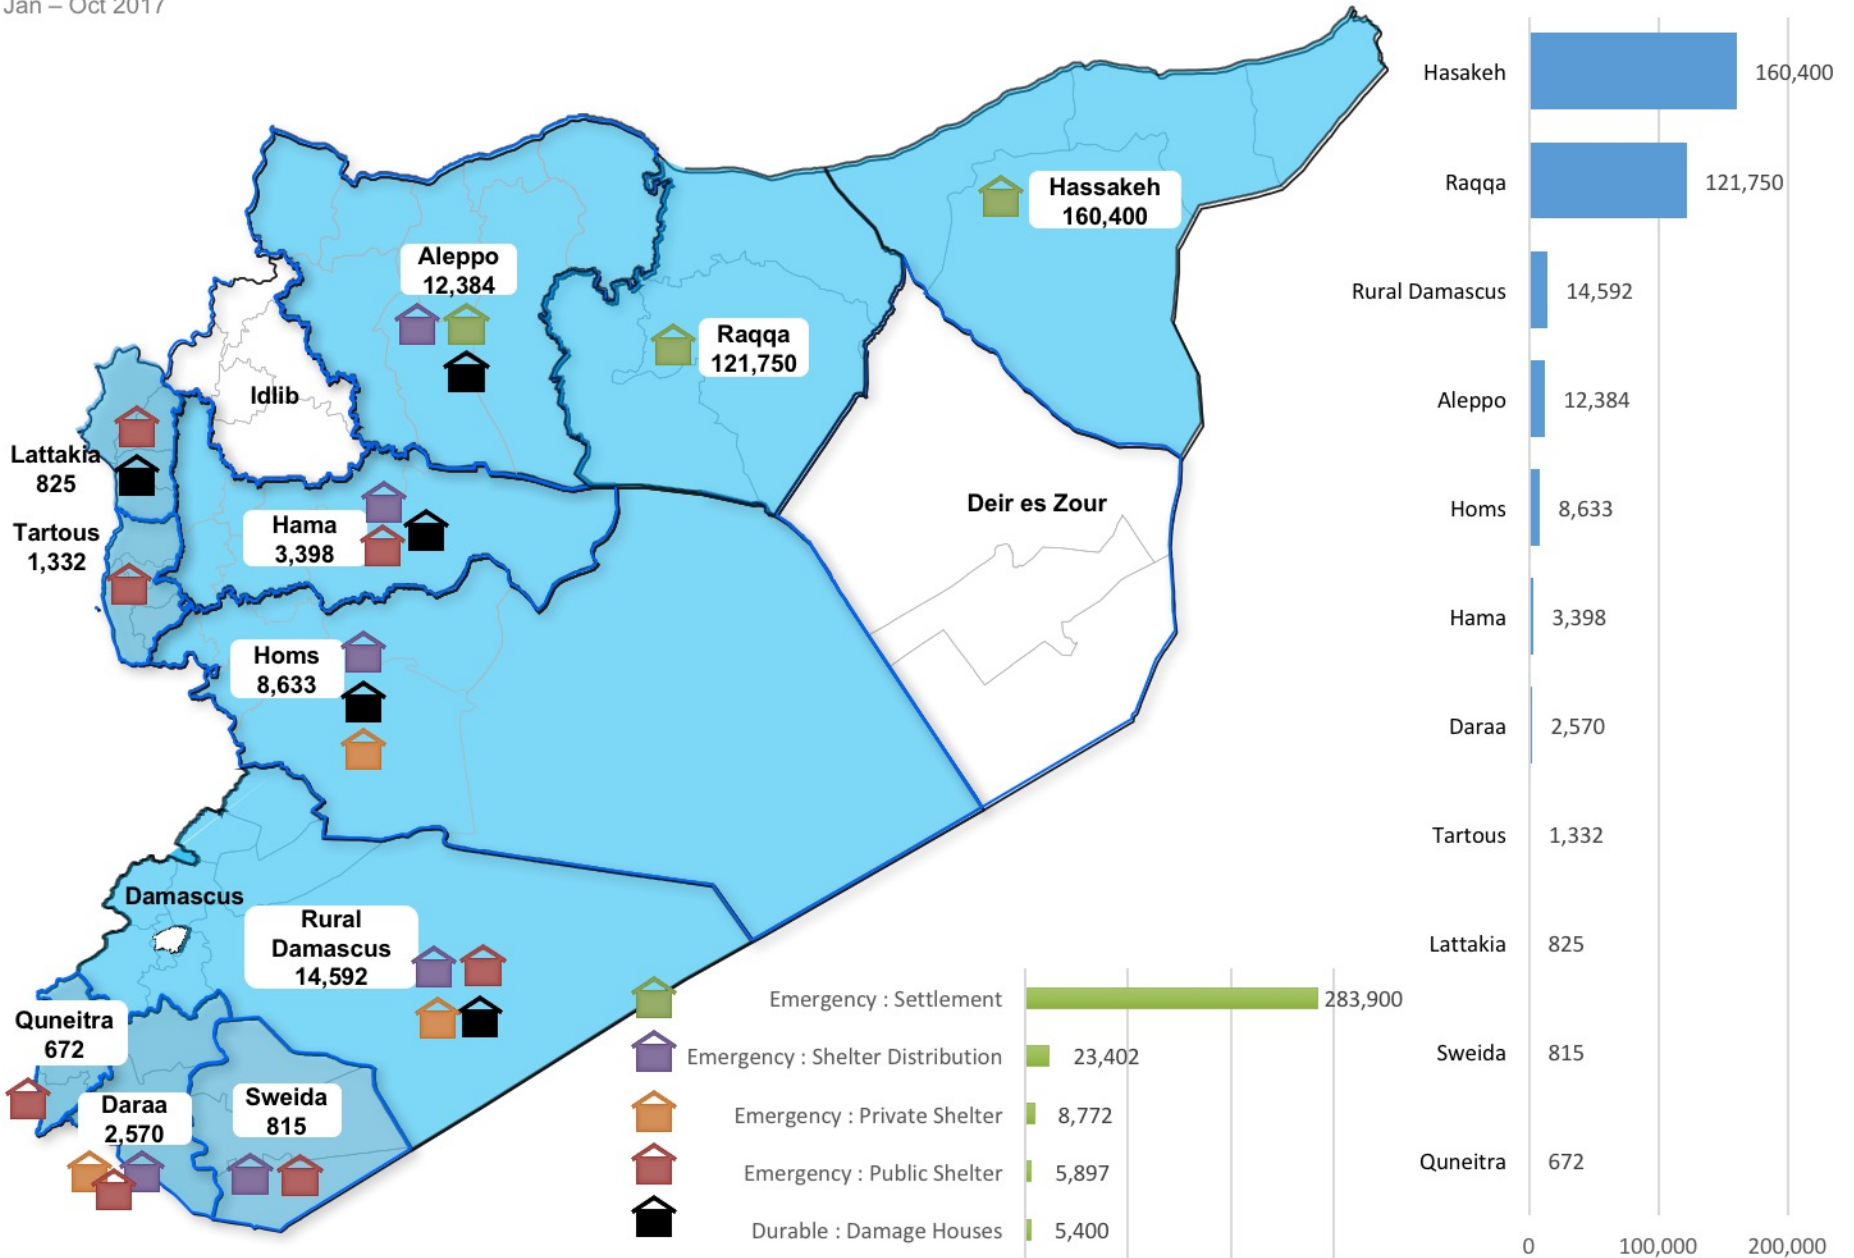 Jan – Oct 2017
Hassakeh
160,400
Aleppo
12,384
Raqqa
121,750
Idlib
Lattakia
825
Tartous
1,332
Hama
3,398
Deir es Zour
Homs
8,633
Damascus
Rural
Damascus
14,592
Quneitra
672
Daraa
2,570
Sweida
815
Emergency : Settlement 283,900
Emergency : Shelter Distribution 23,402
Emergency : Private Shelter 8,772
Emergency : Public Shelter 5,897
Durable : Damage Houses 5,400
Hasakeh 160,400
Raqqa 121,750
Rural Damascus 14,592
Aleppo 12,384
Homs 8,633
Hama 3,398
Daraa 2,570
Tartous 1,332
Lattakia 825
Sweida 815
Quneitra 672
0 100,000 200,000